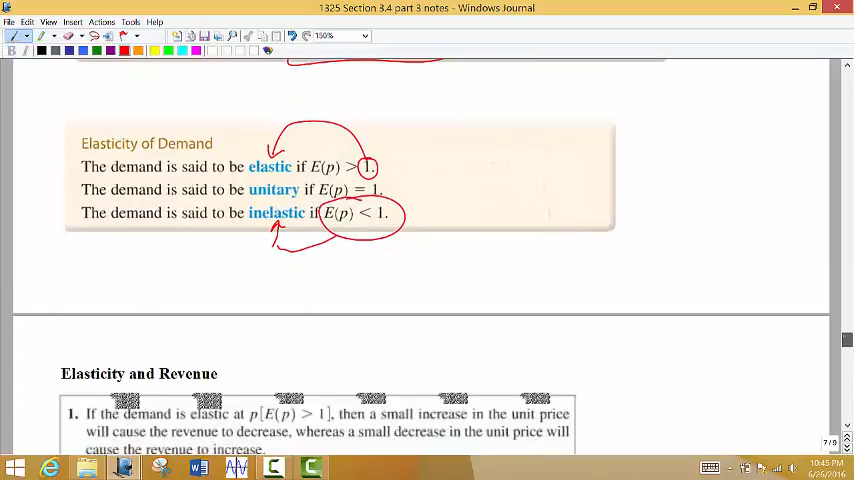 1325 Section 3.4 part 3 notes - Windows Journal
File Edit View Insert Actions Tools Help
150%
B I
Elasticity of Demand
The demand is said to be elastic if E(p) > 1.
The demand is said to be unitary if E(p) = 1.
The demand is said to be inelastic if E(p) < 1.
Elasticity and Revenue
1. If the demand is elastic at p[E(p) > 1], then a small increase in the unit price
will cause the revenue to decrease, whereas a small decrease in the unit price will
cause the revenue to increase.
7/9
10:45 PM
6/26/2016